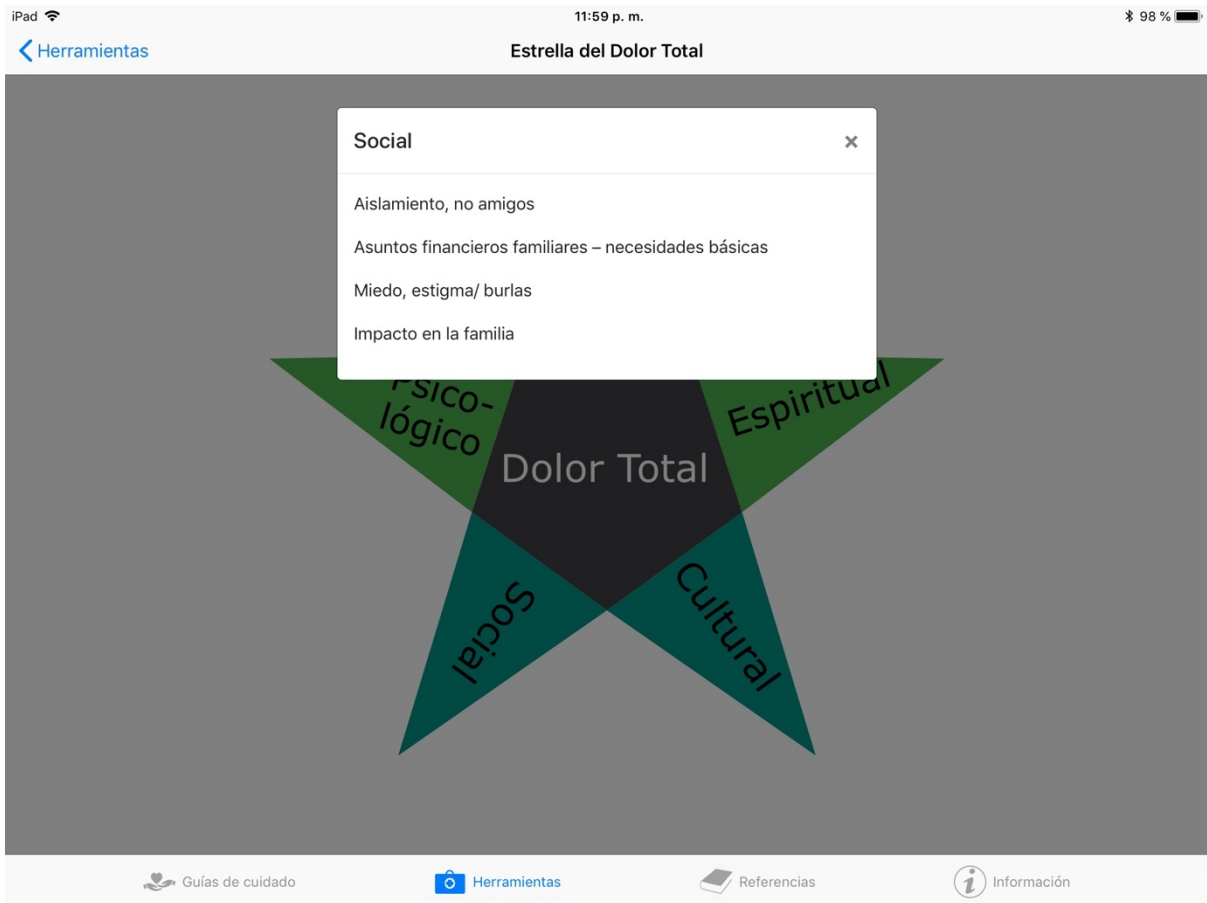 iPad 11:59 p. m. 98 %
Herramientas Estrella del Dolor Total
Social ×
Aislamiento, no amigos
Asuntos financieros familiares – necesidades básicas
Miedo, estigma/ burlas
Impacto en la familia
Psico-
lógico
Espiritual
Dolor Total
Social
Cultural
Guías de cuidado Herramientas Referencias Información